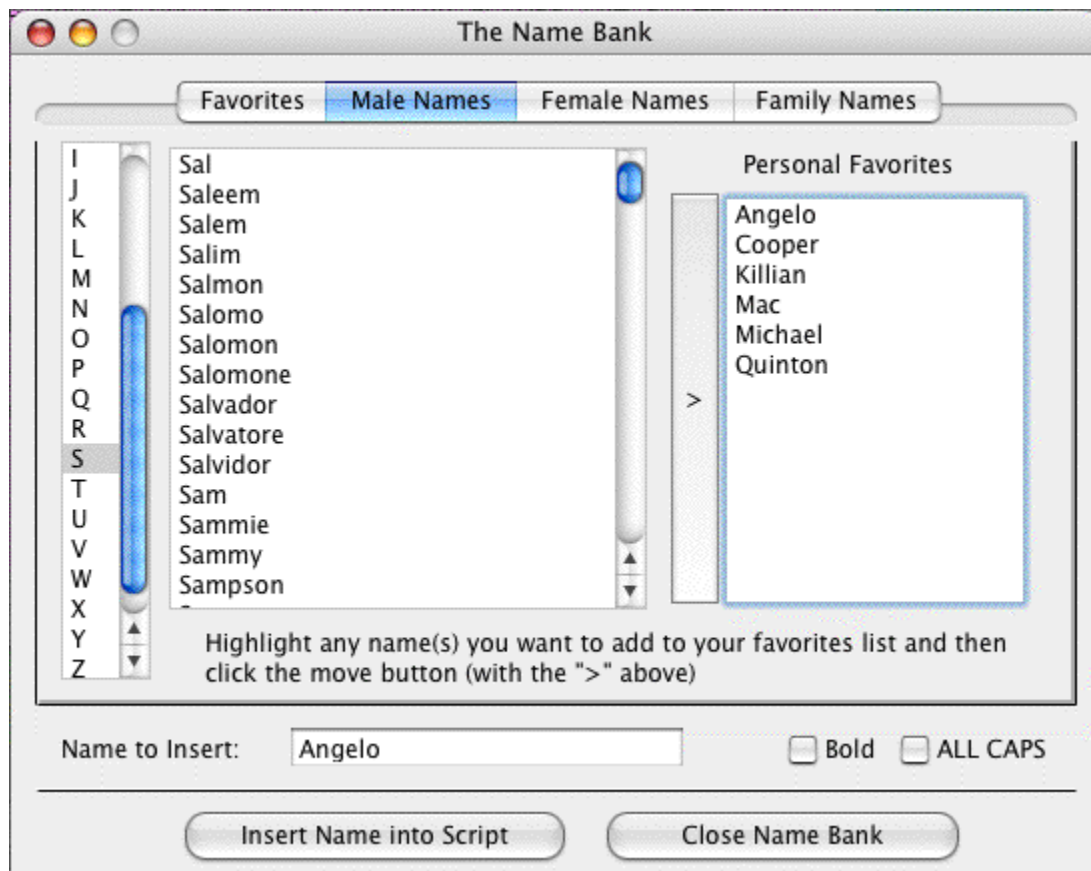 The Name Bank
Favorites Male Names Female Names Family Names
I
J
K
L
M
N
O
P
Q
R
S
T
U
V
W
X
Y
Z
Sal
Saleem
Salem
Salim
Salmon
Salomo
Salomon
Salomone
Salvador
Salvatore
Salvidor
Sam
Sammie
Sammy
Sampson
>
Personal Favorites
Angelo
Cooper
Killian
Mac
Michael
Quinton
Highlight any name(s) you want to add to your favorites list and then
click the move button (with the ">" above)
Name to Insert: Angelo Bold ALL CAPS
Insert Name into Script Close Name Bank